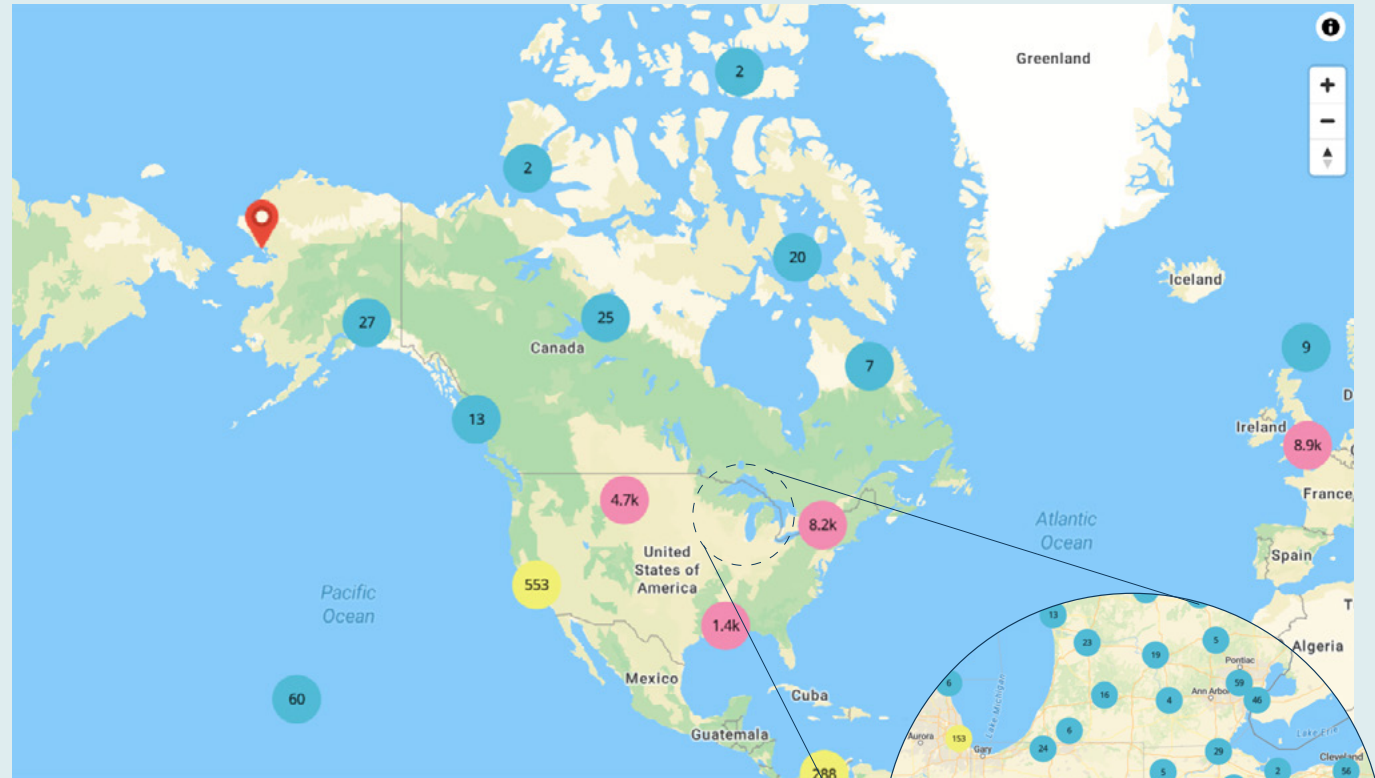 2
Greenland
2
20
Iceland
27
25
Canada
9
7
13
Ireland
8.9k
4.7k
France
8.2k
Atlantic
Ocean
United
States of
America
Spain
553
Pacific
Ocean
1.4k
Algeria
Mexico
Cuba
60
Guatemala
288
13
23
5
19
Pontiac
6
59
16
4
Ann Arbor
46
Lake Michigan
6
153
Aurora
Gary
24
29
Lake Erie
Cleveland
5
2
56